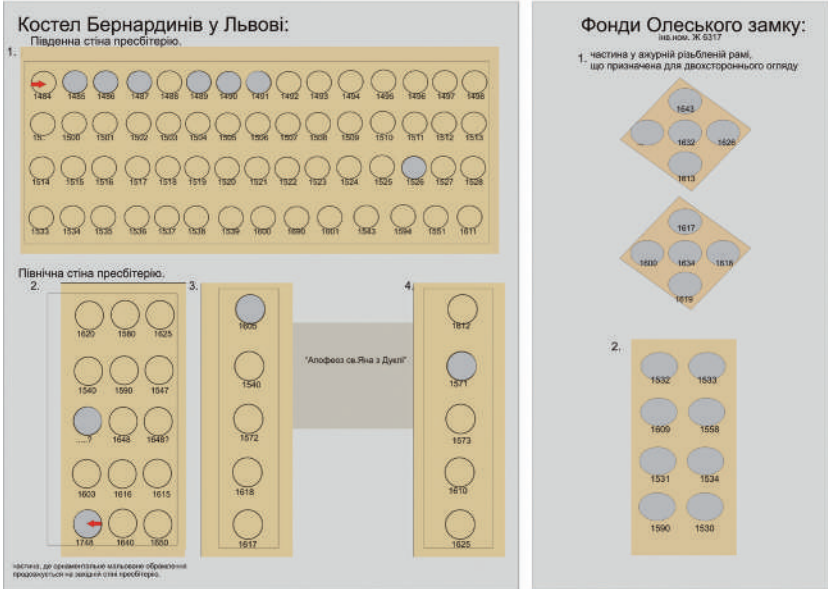 Костел Бернардинів у Львові:
Південна стіна пресбітерію.
1.
1484 1485 1486 1487 1488 1489 1490 1491 1492 1493 1494 1495 1496 1497 1498
15.. 1500 1501 1502 1503 1504 1505 1506 1507 1508 1509 1510 1511 1512 1513
1514 1515 1516 1517 1518 1519 1520 1521 1522 1523 1524 1525 1526 1527 1528
1533 1534 1535 1536 1537 1538 1539 1600 1690 1601 1543 1594 1551 1611
Північна стіна пресбітерію.
2.
1620 1580 1625
1540 1590 1547
.....? 1648 1648?
1603 1616 1615
1748 1640 1650
частина, де орнаментальне мальоване обрамлення
продовжується на західній стіні пресбітерію.
3.
1605
1540
1572
1618
1617
"Апофеоз св.Яна з Дуклі"
4.
1612
1571
1573
1610
1625
Фонди Олеського замку:
інв.ном. Ж 6317
1. частина у ажурній різьбленій рамі,
що призначена для двохстороннього огляду
1643
... 1632 1626
1613
1617
1600 1634 1618
1619
2.
1532 1533
1609 1558
1531 1534
1590 1530